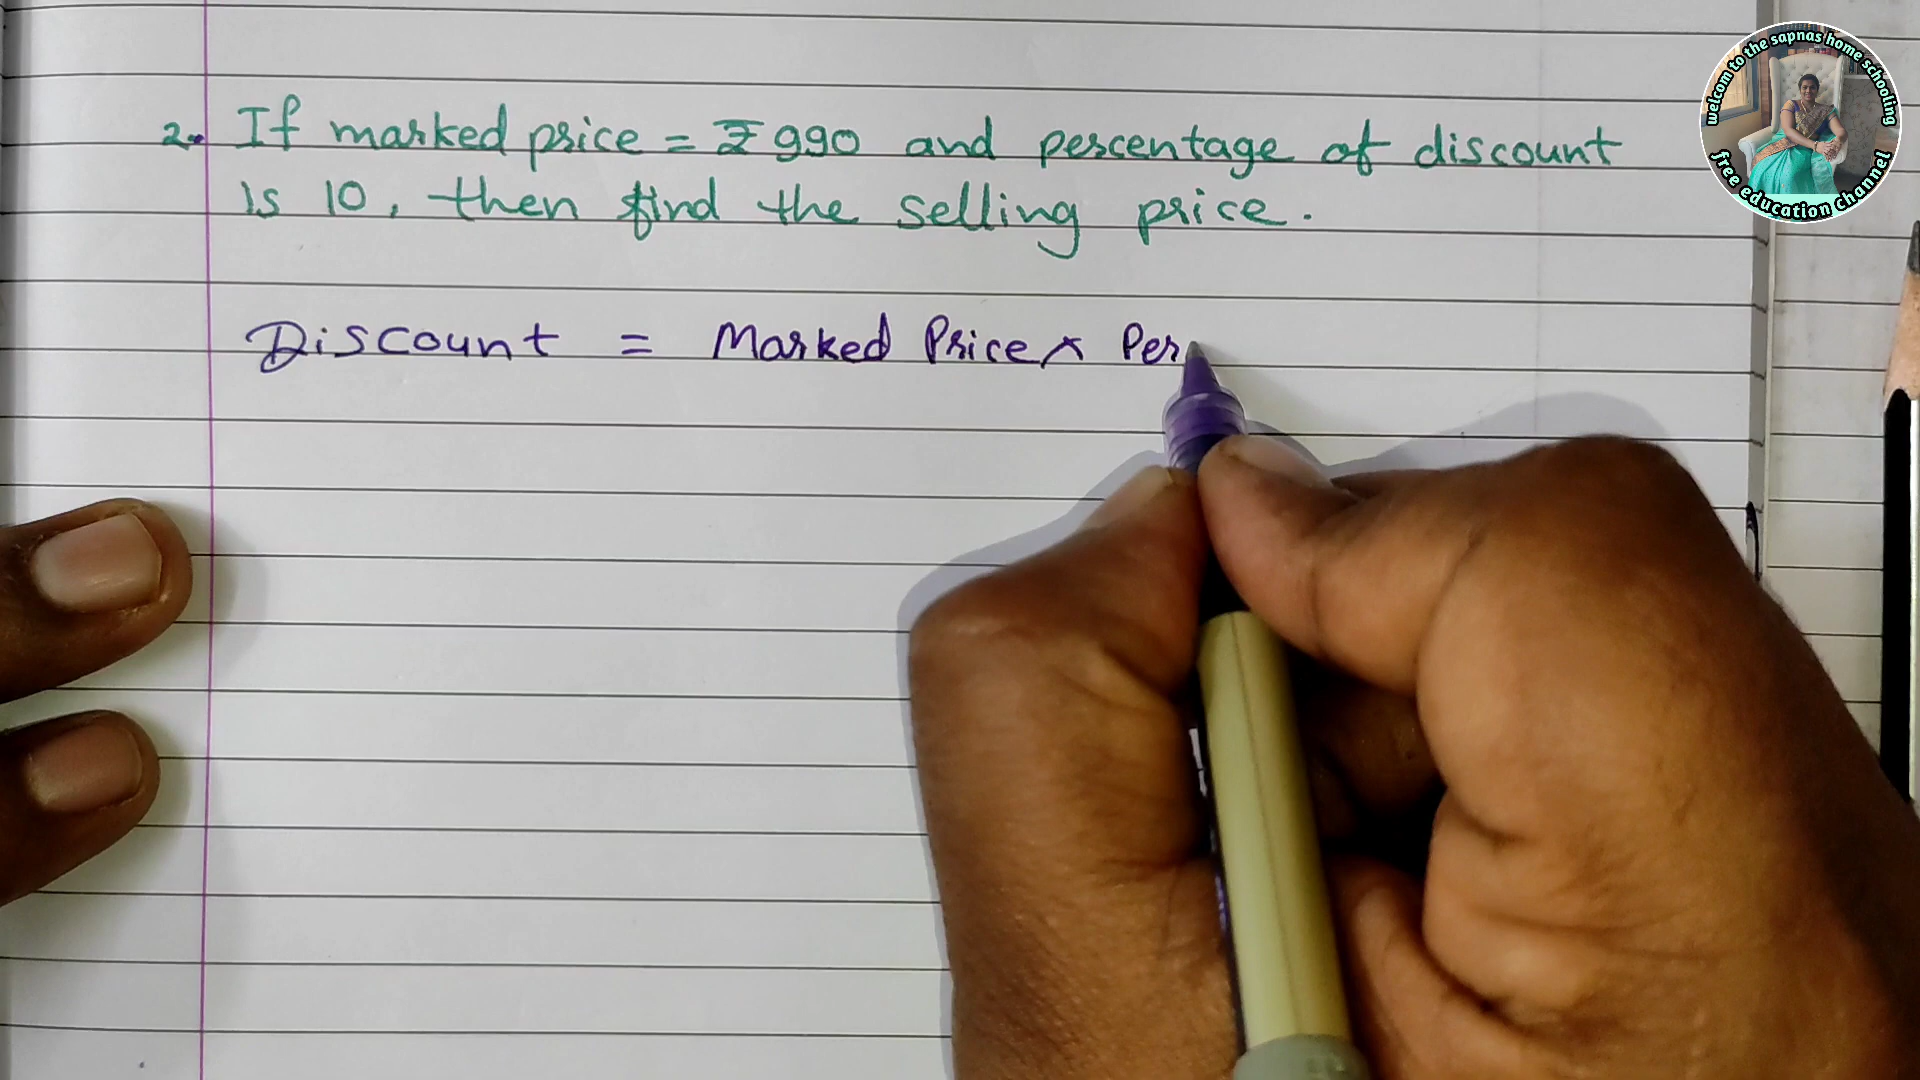 2. If marked price = ₹ 990 and percentage of discount
is 10, then find the selling price.
Discount = Marked Price × Per
welcom to the sapnas home schooling
free education channel